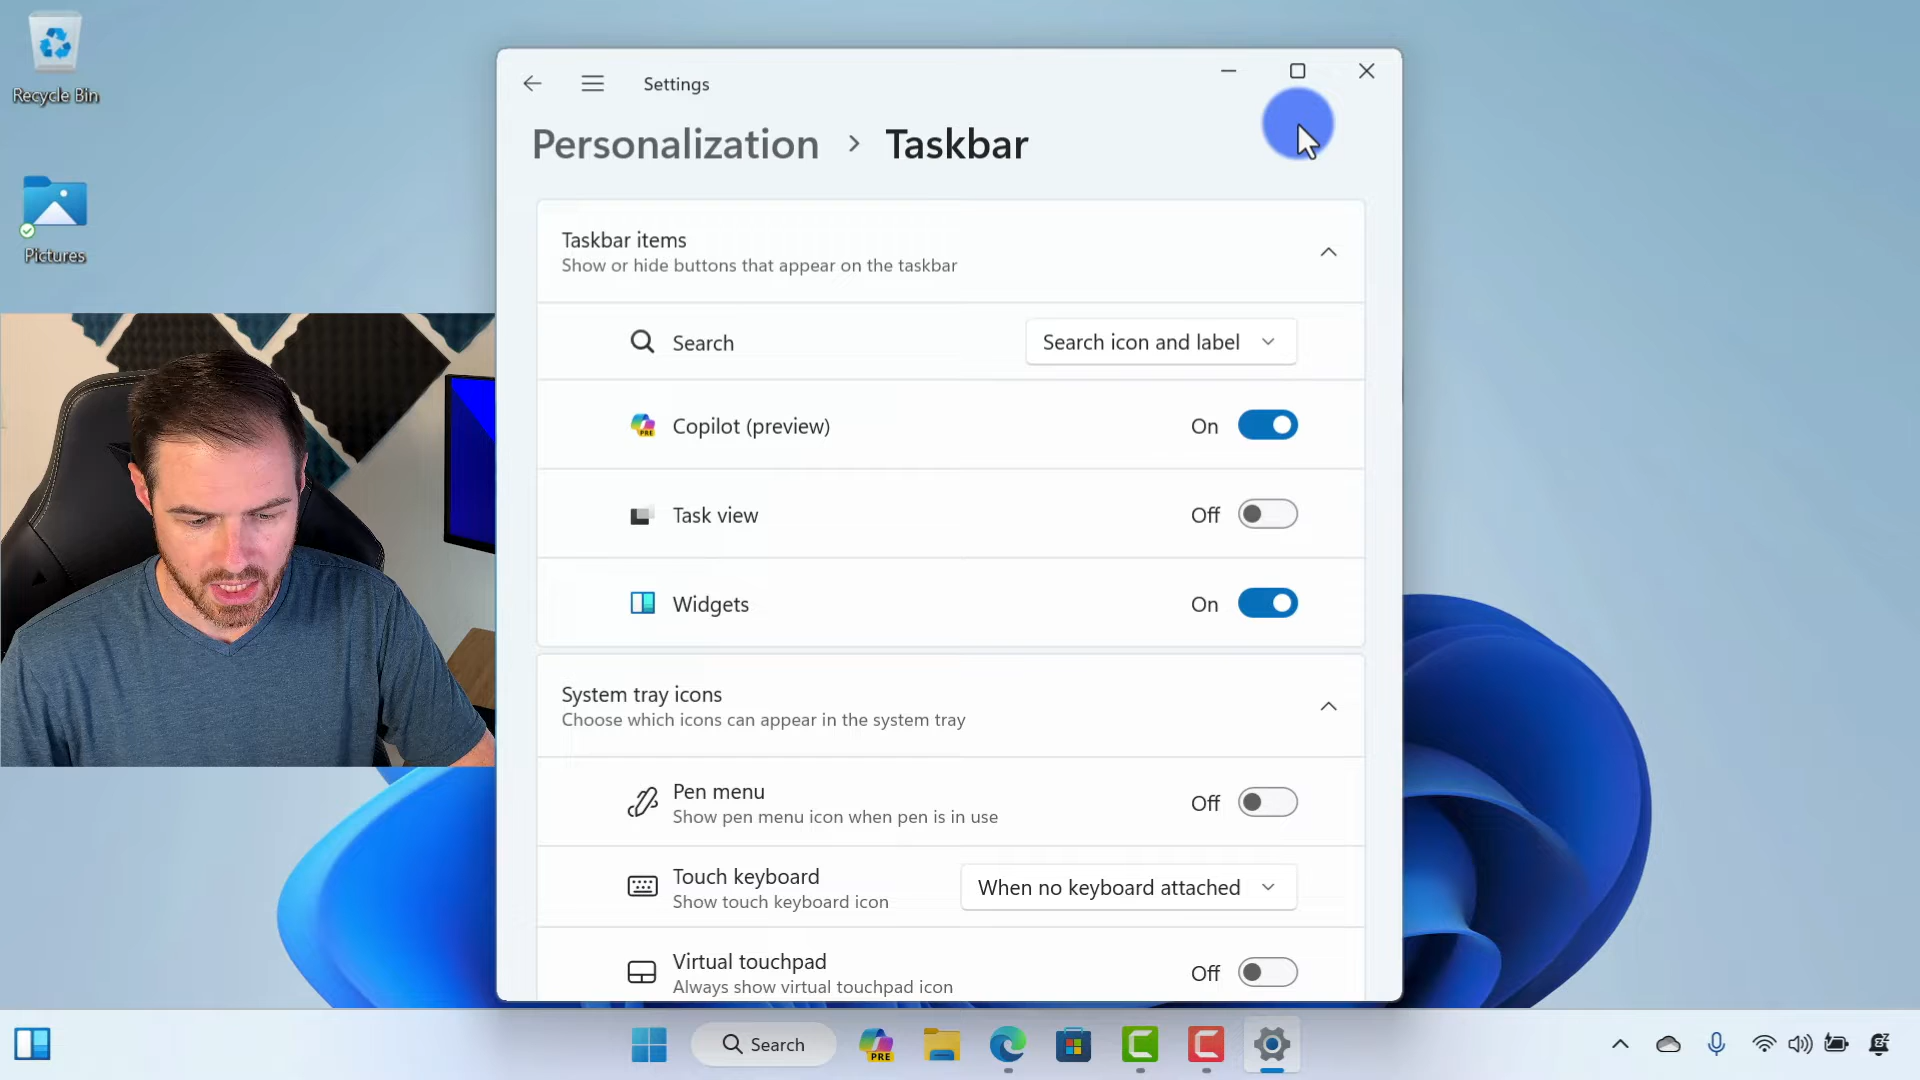 Recycle Bin
Pictures
Settings
Personalization > Taskbar
Taskbar items
Show or hide buttons that appear on the taskbar
Search
Search icon and label
PRE
Copilot (preview)
On
Task view
Off
Widgets
On
System tray icons
Choose which icons can appear in the system tray
Pen menu
Show pen menu icon when pen is in use
Off
Touch keyboard
Show touch keyboard icon
When no keyboard attached
Virtual touchpad
Always show virtual touchpad icon
Off
Search
PRE